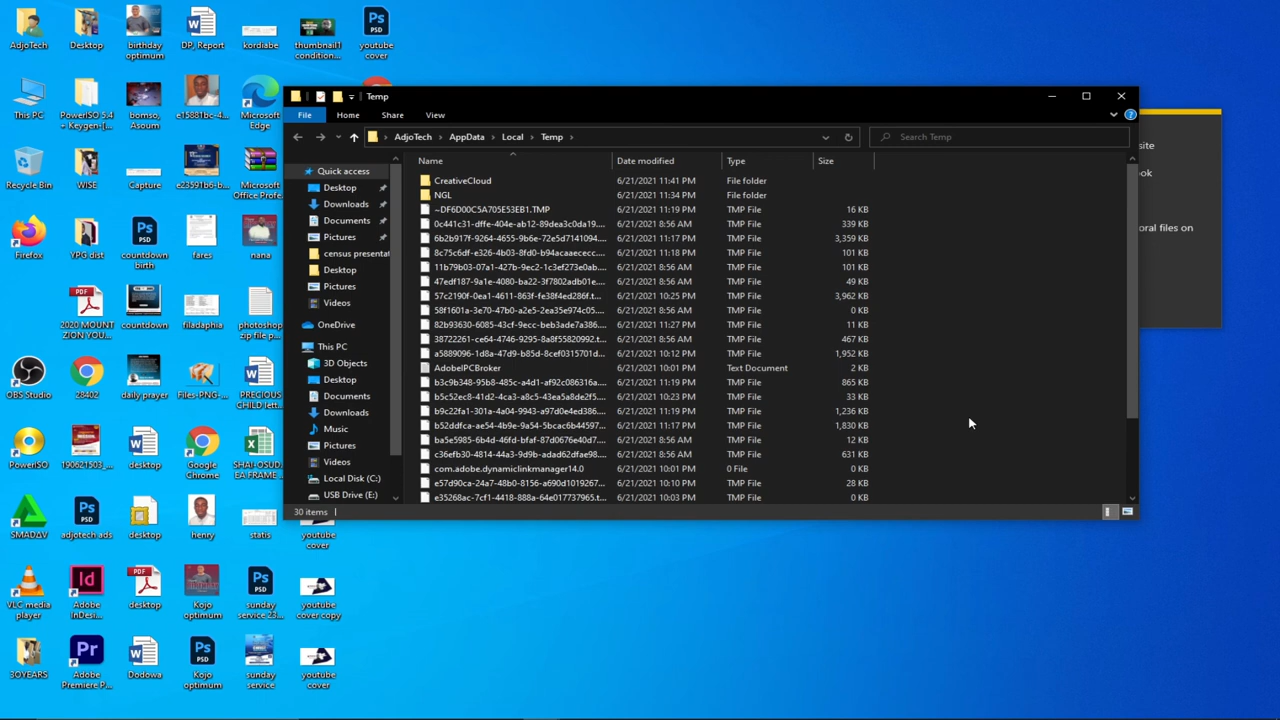 AdjoTech
Desktop
birthday
optimum
DP, Report
kordiabe
thumbnail1
condition...
youtube
cover
This PC
PowerISO 5.4
+ Keygen-[...
bomso,
Asoum
e15881bc-4...
Microsoft
Edge
Recycle Bin
WISE
Capture
e23591b6-b...
Microsoft
Office Profe...
Firefox
YPG dist
countdown
birth
fares
nana
2020 MOUNT
ZION YOU...
countdown
filadaphia
photoshop
zip file p...
OBS Studio
28402
daily prayer
Files-PNG-...
PRECIOUS
CHILD lett...
PowerISO
190621503_...
desktop
Google
Chrome
SHAI-OSUD...
EA FRAME ...
SMADAV
adjotech ads
desktop
henry
statis
youtube
cover
VLC media
player
Adobe
InDesi...
desktop
Kojo
optimum
sunday
service 23...
youtube
cover copy
3OYEARS
Adobe
Premiere P...
Dodowa
Kojo
optimum
sunday
service
youtube
cover
Temp
File Home Share View
AdjoTech > AppData > Local > Temp >
Search Temp
Name Date modified Type Size
Quick access
Desktop
Downloads
Documents
Pictures
census presentat
Desktop
Pictures
Videos
OneDrive
This PC
3D Objects
Desktop
Documents
Downloads
Music
Pictures
Videos
Local Disk (C:)
USB Drive (E:)
CreativeCloud 6/21/2021 11:41 PM File folder
NGL 6/21/2021 11:34 PM File folder
~DF6D00C5A705E53EB1.TMP 6/21/2021 11:19 PM TMP File 16 KB
0c441c31-dffe-404e-ab12-89dea3c0da19.... 6/21/2021 8:56 AM TMP File 339 KB
6b2b917f-9264-4655-9b6e-72e5d7141094.... 6/21/2021 11:17 PM TMP File 3,359 KB
8c75c6df-e326-4b03-8fd0-b94acaaececc.... 6/21/2021 11:18 PM TMP File 101 KB
11b79b03-07a1-427b-9ec2-1c3ef273e0ab.... 6/21/2021 8:56 AM TMP File 101 KB
47edf187-9a1e-4080-ba22-3f7802adb01e.... 6/21/2021 8:56 AM TMP File 49 KB
57c2190f-0ea1-4611-863f-fe38f4ed286f.t... 6/21/2021 10:25 PM TMP File 3,962 KB
58f1601a-3e70-47b0-a2e5-2ea35e974ec0.... 6/21/2021 8:56 AM TMP File 0 KB
82b93630-6085-43cf-9ecc-beb3ade7a386.... 6/21/2021 11:27 PM TMP File 11 KB
38722261-ce64-4746-9295-8a8f55820992.t... 6/21/2021 8:56 AM TMP File 467 KB
a5889096-1d8a-47d9-b85d-8cef0315701d... 6/21/2021 10:12 PM TMP File 1,952 KB
AdobeIPCBroker 6/21/2021 10:01 PM Text Document 2 KB
b3c9b348-95b8-485c-a4d1-af92c086316a.... 6/21/2021 11:19 PM TMP File 865 KB
b5c52ec8-41d2-4ca3-a8c5-43ea5a8de2f5.... 6/21/2021 10:23 PM TMP File 33 KB
b9c22fa1-301a-4a04-9943-a97d0e4ed386.... 6/21/2021 11:19 PM TMP File 1,236 KB
b52ddfca-ae5f-4b9e-9a54-5bcac6b44597... 6/21/2021 11:17 PM TMP File 1,830 KB
ba5e5985-6b4d-46fd-bfaf-87d0676e40d7.... 6/21/2021 8:56 AM TMP File 12 KB
c36efb30-4814-44a3-9d9b-adad62dfae98.... 6/21/2021 8:56 AM TMP File 631 KB
com.adobe.dynamiclinkmanager14.0 6/21/2021 10:01 PM 0 File 0 KB
e57d90ca-24a7-48b0-8156-a690d1019267... 6/21/2021 10:10 PM TMP File 28 KB
e35268ac-7cf1-4418-888a-64e017737965.t... 6/21/2021 10:03 PM TMP File 0 KB
30 items
site
ook
oral files on